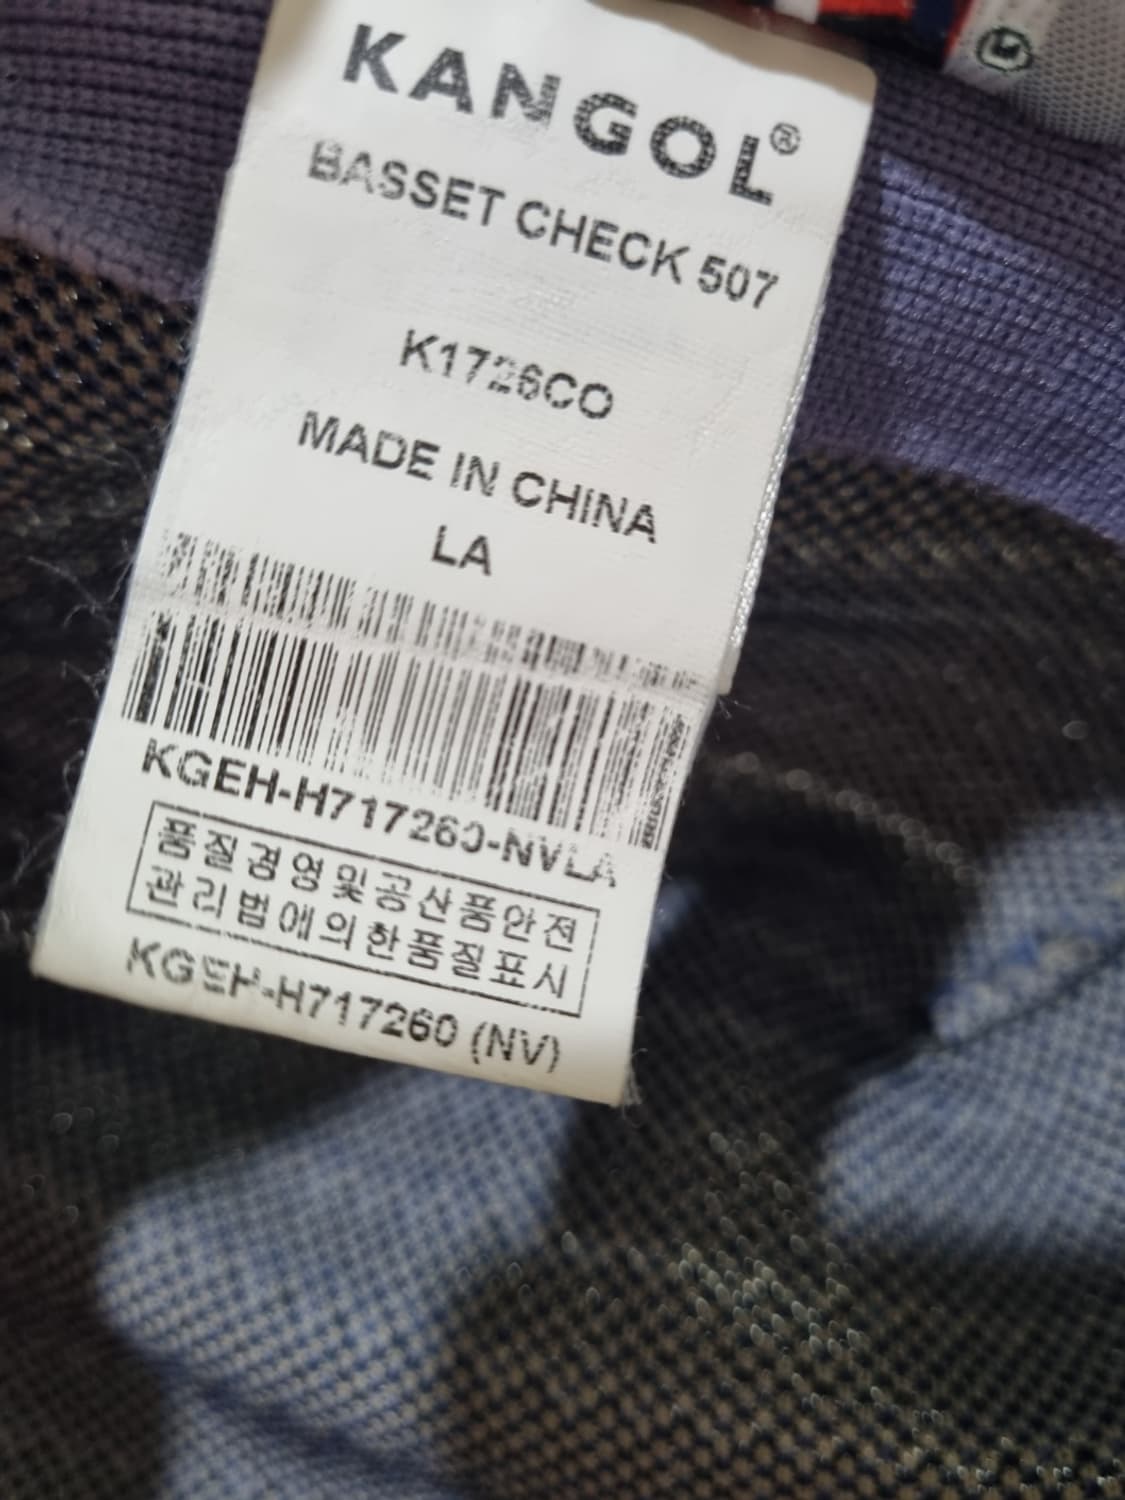 KANGOL®
BASSET CHECK 507
K1726CO
MADE IN CHINA
LA
KGEH-H717260-NVLA
품질경영및공산품안전
관리법에의한품질표시
KGEH-H717260 (NV)